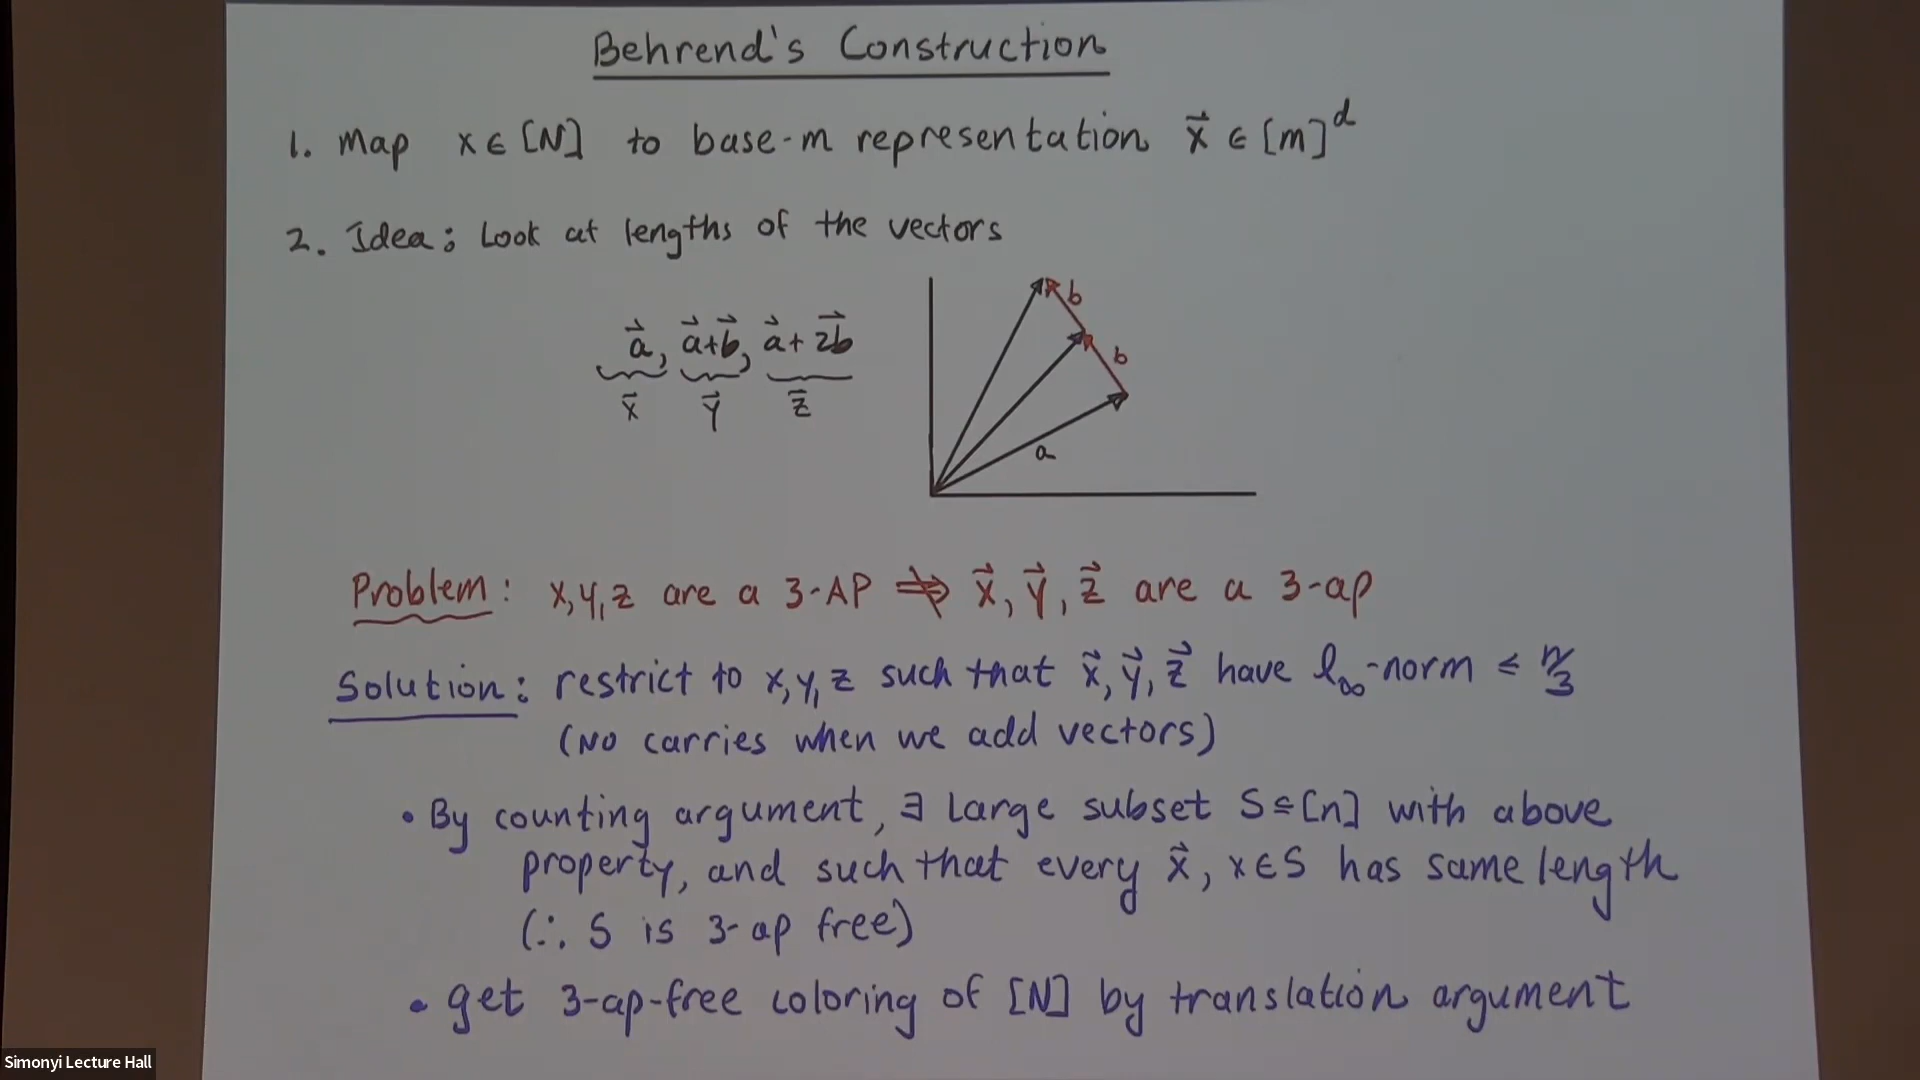 Behrend's Construction
1. Map x ∈ [N] to base-m representation x⃗ ∈ [m]^d
2. Idea: Look at lengths of the vectors
a⃗, a⃗+b⃗, a⃗+2b⃗
x⃗ y⃗ z⃗
b
b
a
Problem: x,y,z are a 3-AP ⇏ x⃗, y⃗, z⃗ are a 3-ap
Solution: restrict to x,y,z such that x⃗, y⃗, z⃗ have l∞-norm ≤ n/3
(No carries when we add vectors)
• By counting argument, ∃ Large subset S⊆[n] with above
property, and such that every x⃗, x∈S has same length
(∴ S is 3-ap free)
• get 3-ap-free coloring of [N] by translation argument
Simonyi Lecture Hall